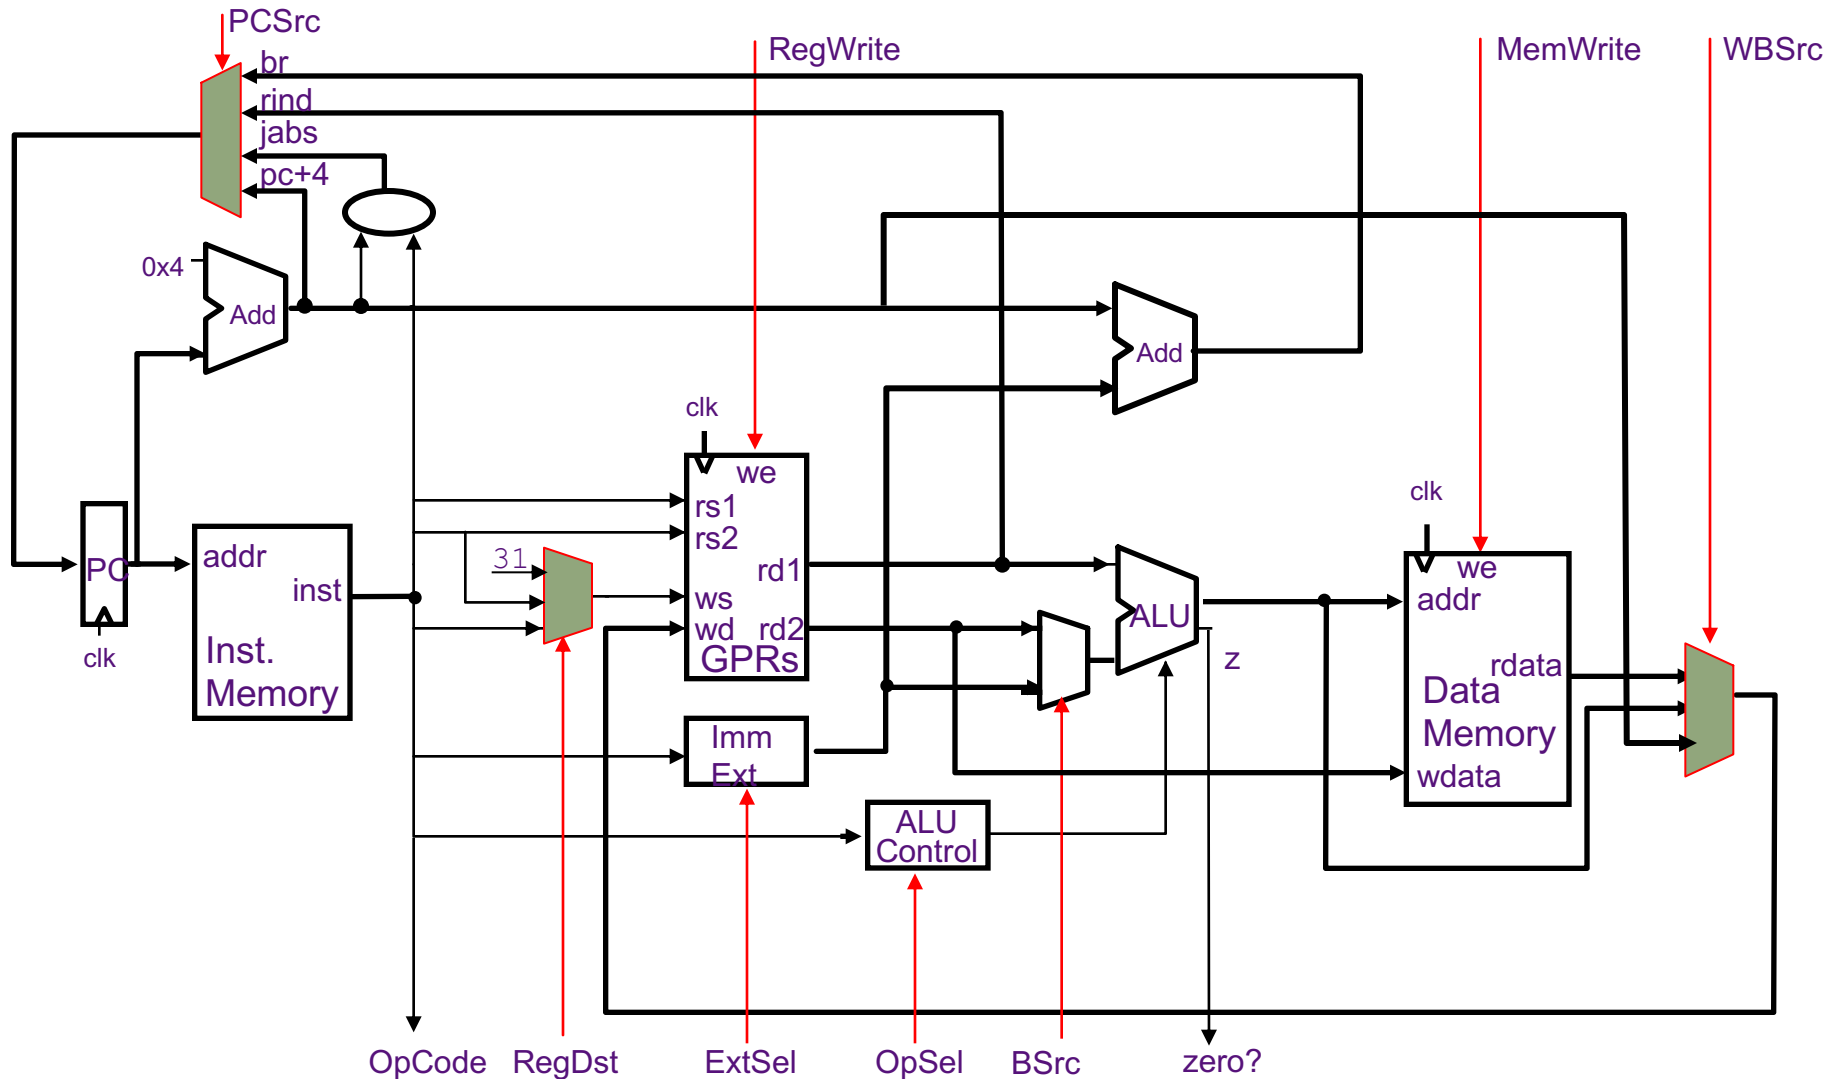 PCSrc
br
RegWrite
MemWrite
WBSrc
rind
jabs
pc+4
0x4
Add
Add
clk
we
rs1
rs2
clk
PC
addr
inst
Inst.
Memory
clk
31
ws
wd
rd1
rd2
GPRs
ALU
z
we
addr
rdata
Data
Memory
wdata
Imm
Ext
ALU
Control
OpCode
RegDst
ExtSel
OpSel
BSrc
zero?